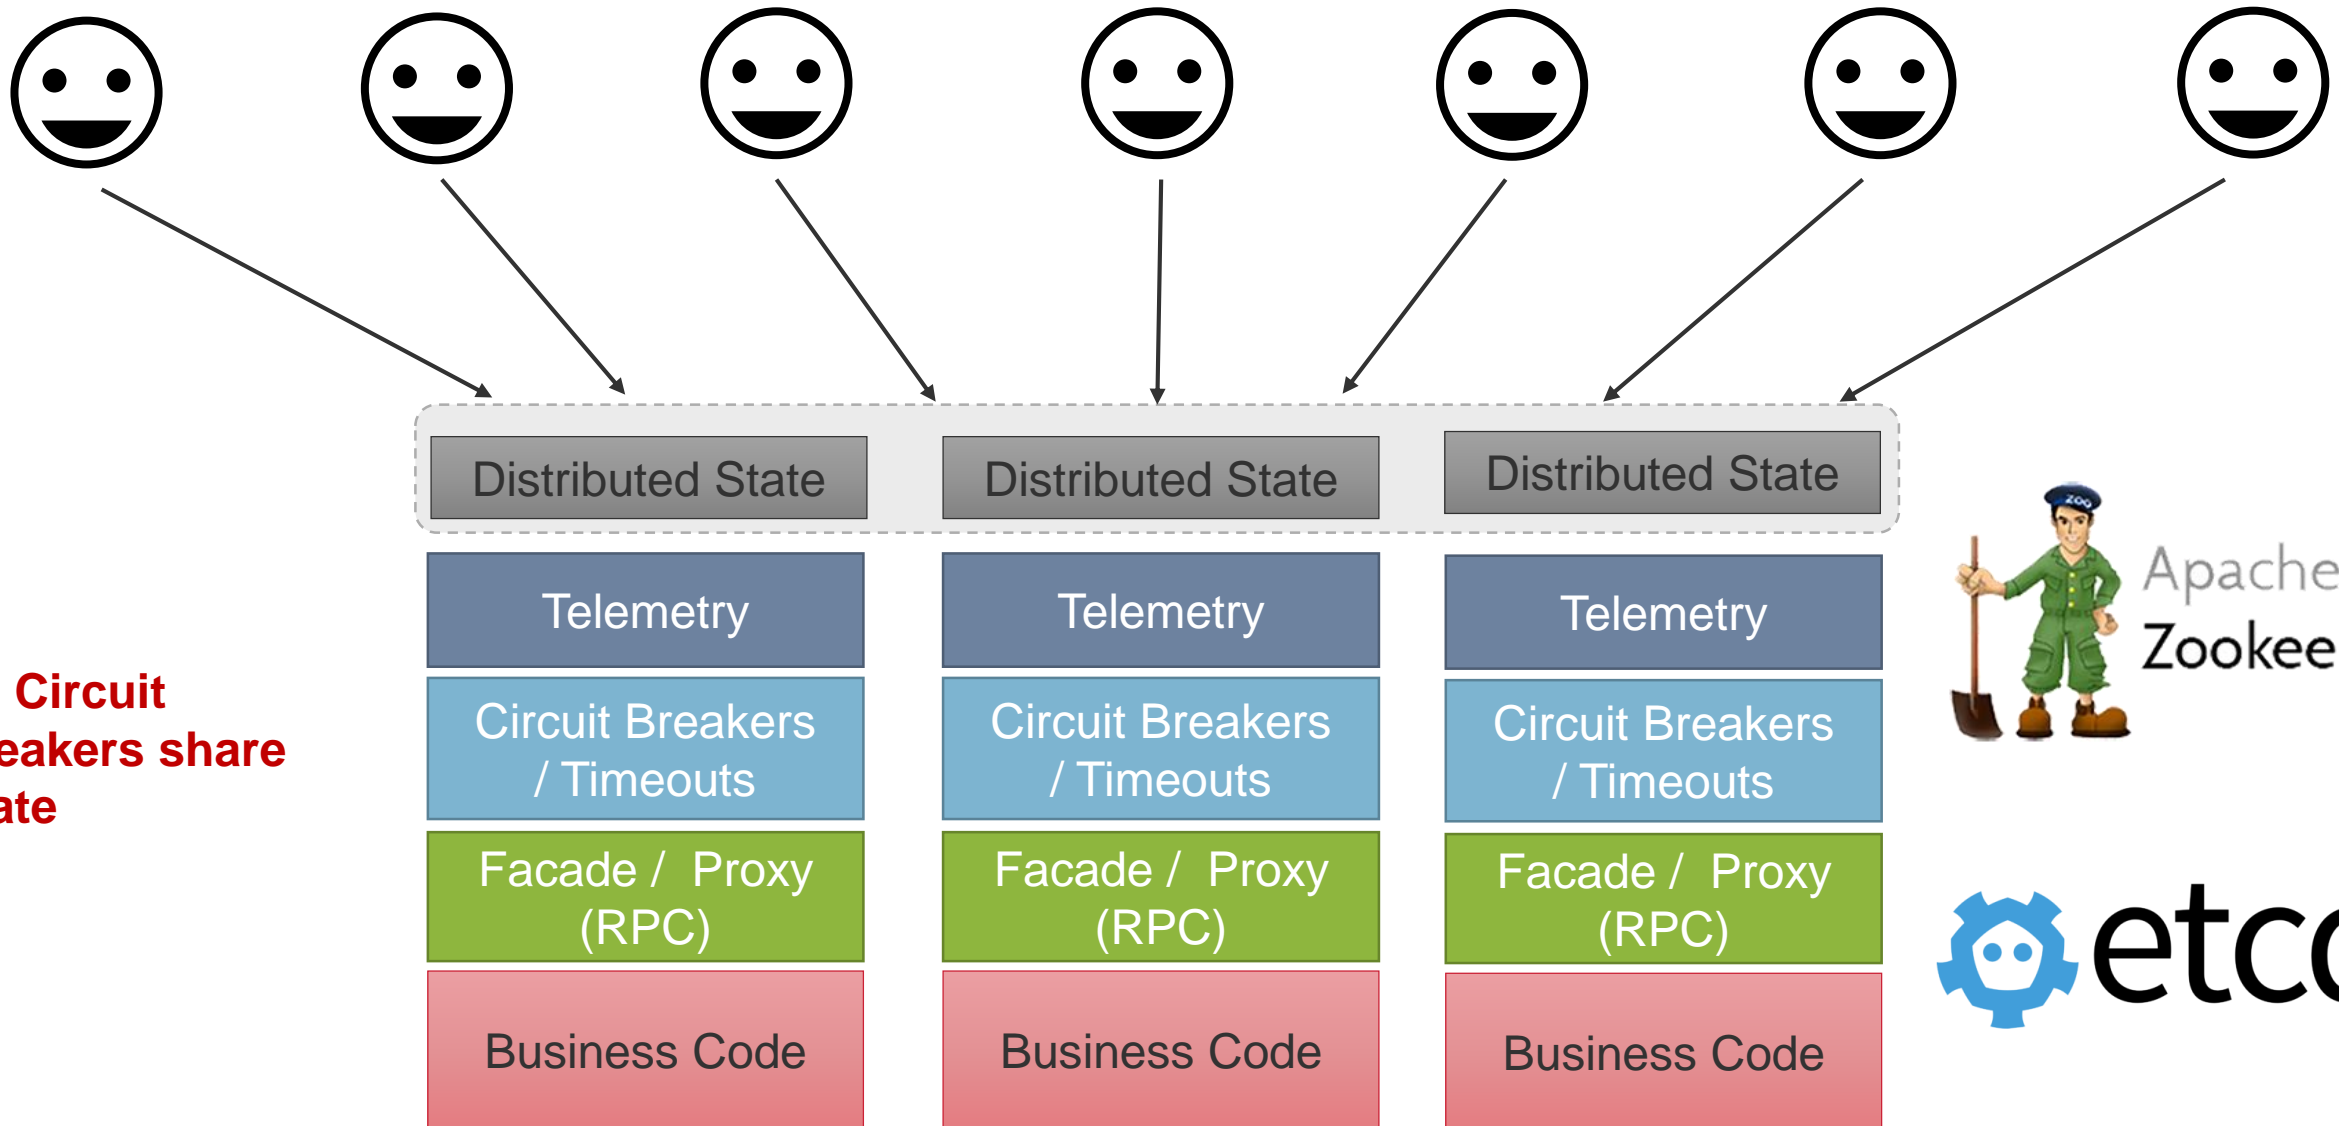 Distributed State
Distributed State
Distributed State
Telemetry
Telemetry
Telemetry
Circuit
eakers share
ate
Circuit Breakers
/ Timeouts
Circuit Breakers
/ Timeouts
Circuit Breakers
/ Timeouts
Facade / Proxy
(RPC)
Facade / Proxy
(RPC)
Facade / Proxy
(RPC)
Business Code
Business Code
Business Code
ZOO
Apache
Zookee
etcd